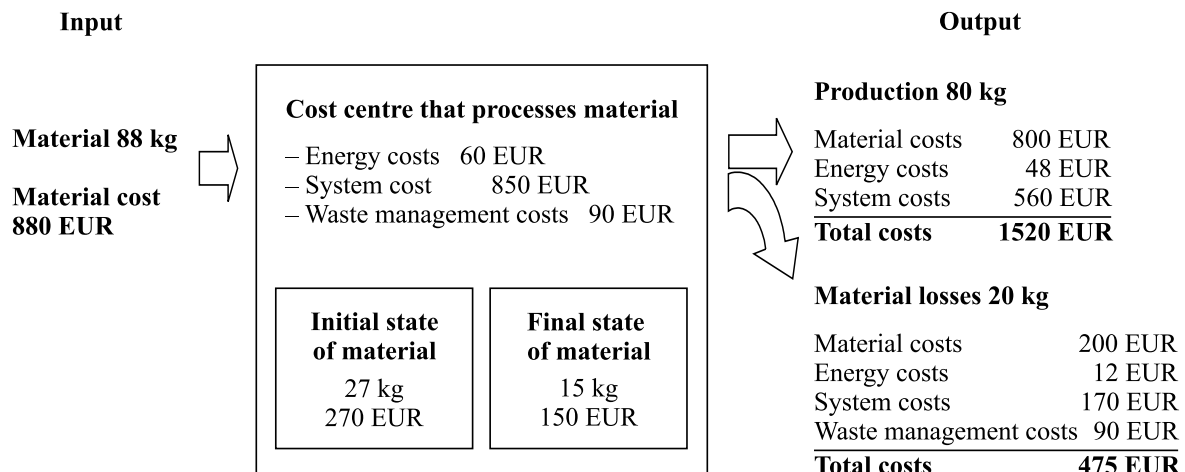 Input
Output
Material 88 kg
Material cost
880 EUR
Cost centre that processes material
– Energy costs 60 EUR
– System cost 850 EUR
– Waste management costs 90 EUR
Initial state
of material
27 kg
270 EUR
Final state
of material
15 kg
150 EUR
Production 80 kg
Material costs 800 EUR
Energy costs 48 EUR
System costs 560 EUR
Total costs 1520 EUR
Material losses 20 kg
Material costs 200 EUR
Energy costs 12 EUR
System costs 170 EUR
Waste management costs 90 EUR
Total costs 475 EUR